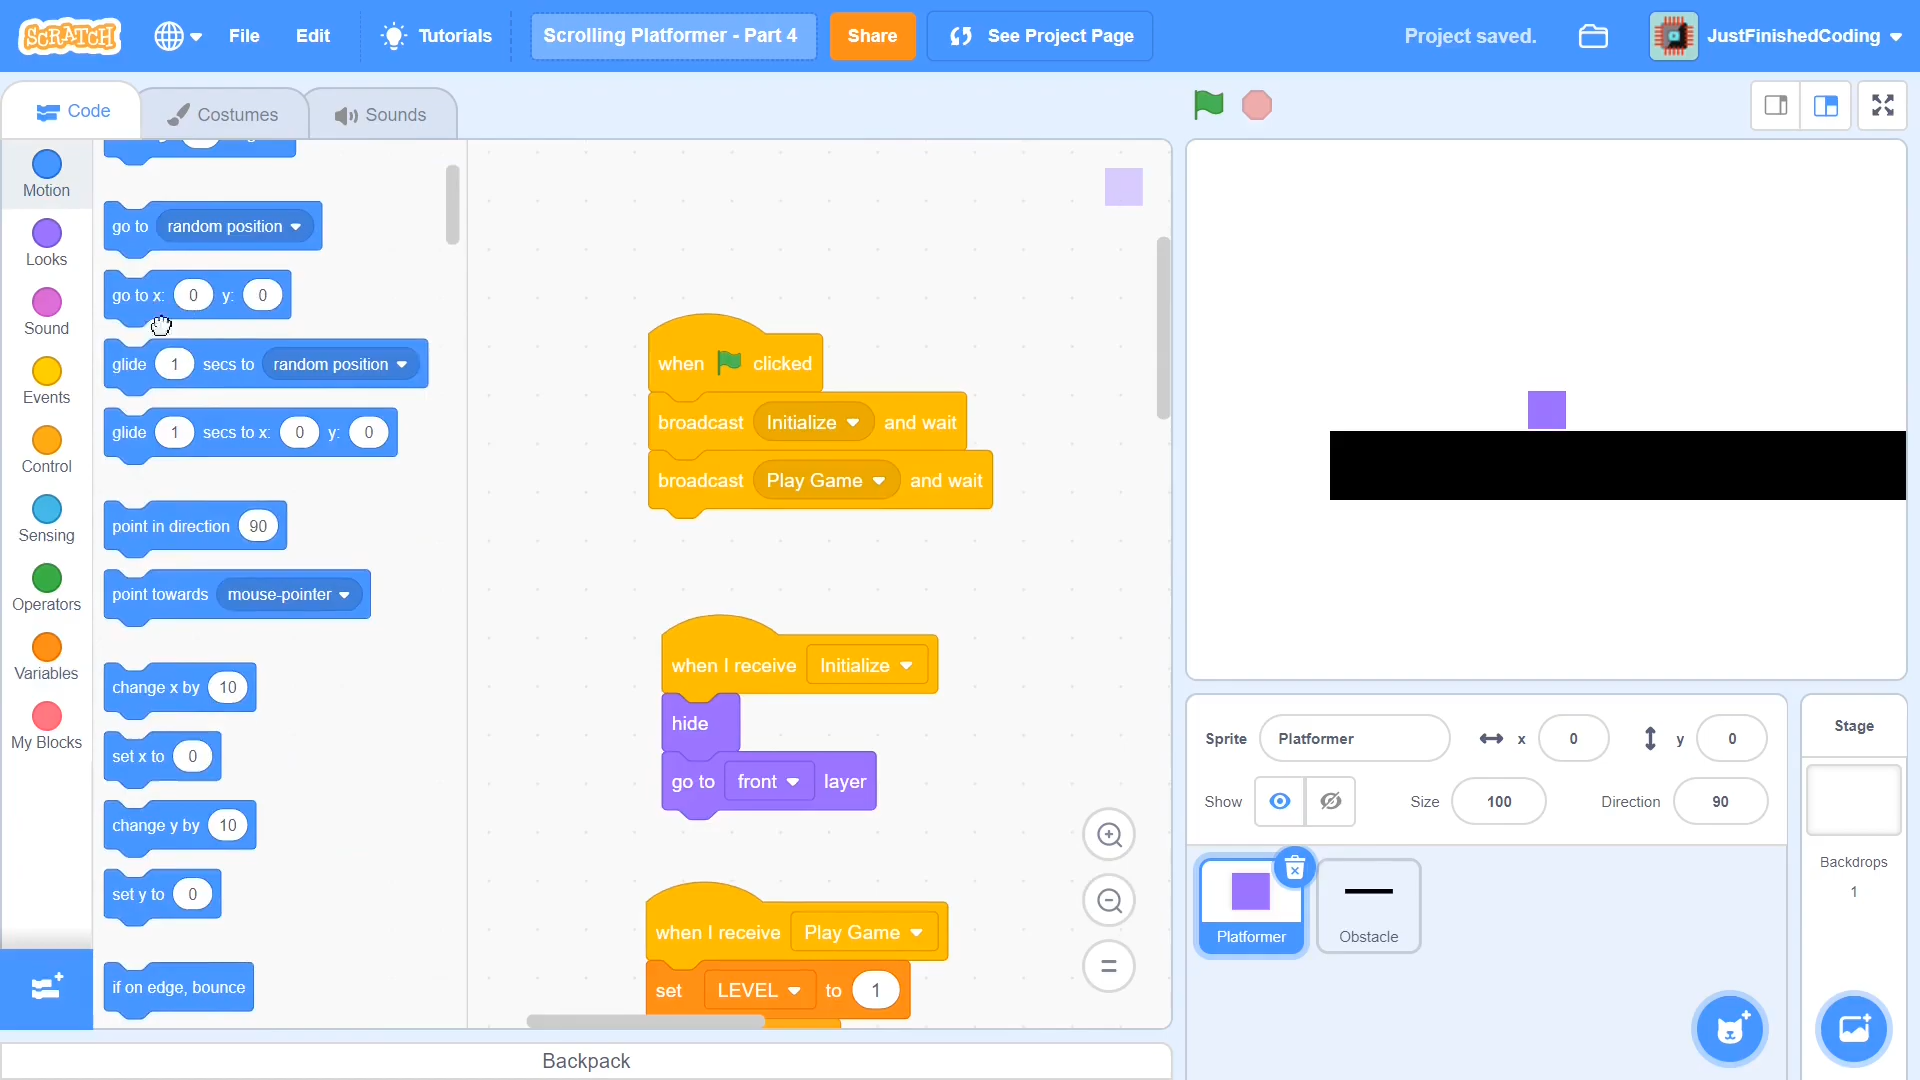 SCRATCH File Edit Tutorials Scrolling Platformer - Part 4 Share See Project Page Project saved. JustFinishedCoding
Code Costumes Sounds
Motion
Looks
Sound
Events
Control
Sensing
Operators
Variables
My Blocks
go to random position
go to x: 0 y: 0
glide 1 secs to random position
glide 1 secs to x: 0 y: 0
point in direction 90
point towards mouse-pointer
change x by 10
set x to 0
change y by 10
set y to 0
if on edge, bounce
when clicked
broadcast Initialize and wait
broadcast Play Game and wait
when I receive Initialize
hide
go to front layer
when I receive Play Game
set LEVEL to 1
Backpack
Sprite Platformer x 0 y 0
Show Size 100 Direction 90
Platformer
Obstacle
Stage
Backdrops
1